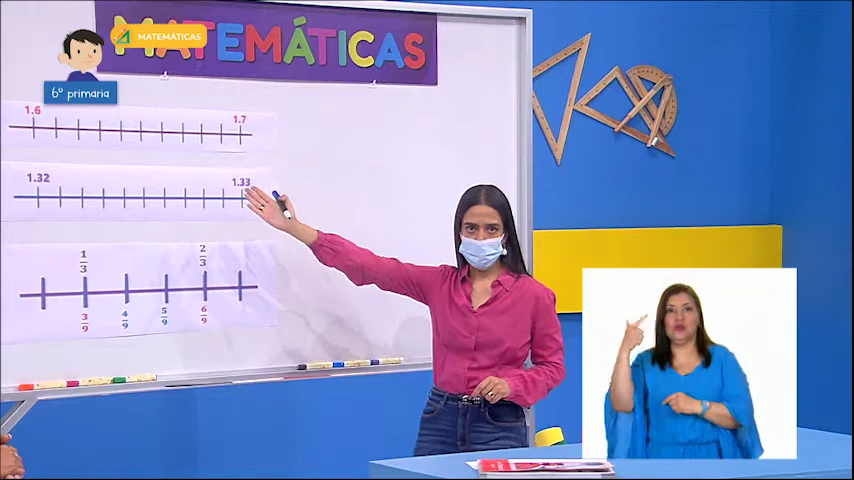 MATEMÁTICAS
MATEMÁTICAS
6º primaria
1.6 1.7
1.32 1.33
1/3 2/3
3/9 4/9 5/9 6/9